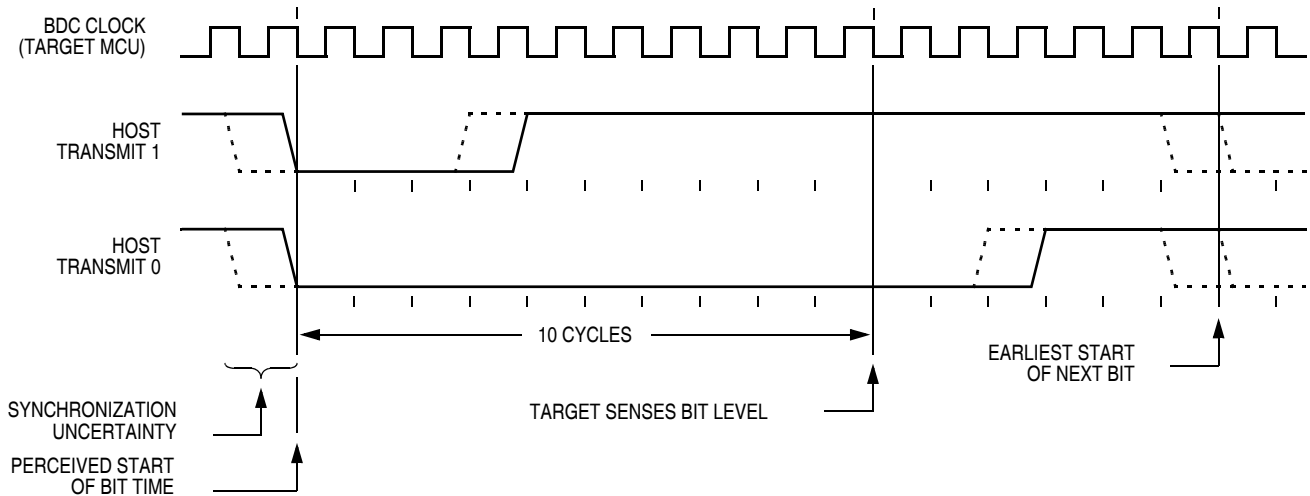 BDC CLOCK
(TARGET MCU)
HOST
TRANSMIT 1
HOST
TRANSMIT 0
10 CYCLES
EARLIEST START
OF NEXT BIT
SYNCHRONIZATION
UNCERTAINTY
TARGET SENSES BIT LEVEL
PERCEIVED START
OF BIT TIME